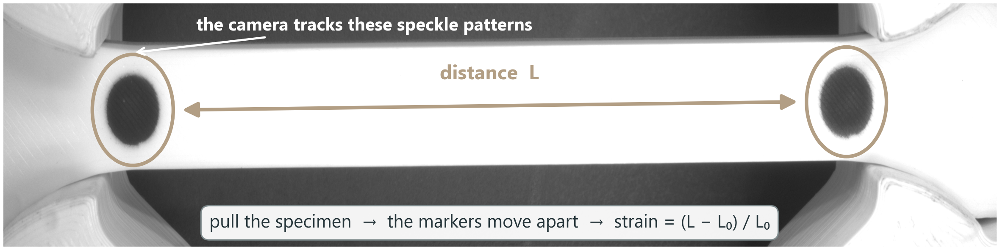 the camera tracks these speckle patterns
distance L
pull the specimen → the markers move apart → strain = (L − L₀) / L₀